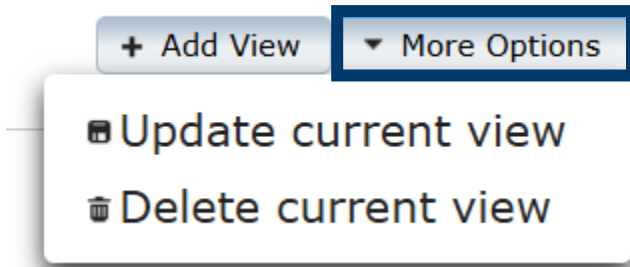 + Add View More Options
Update current view
Delete current view